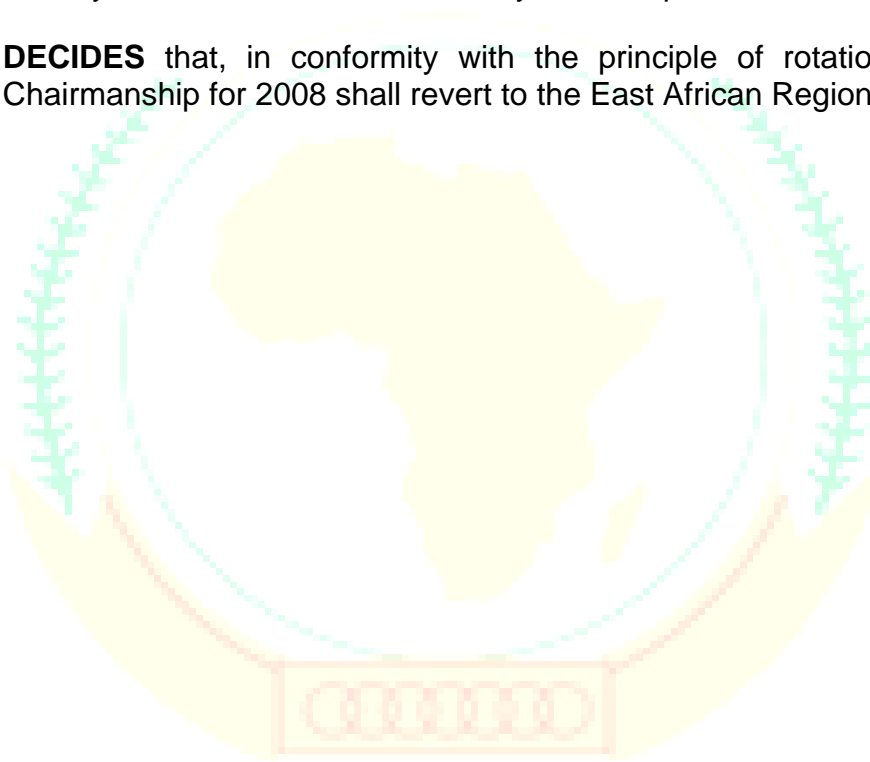 DECIDES that, in conformity with the principle of rotatio
Chairmanship for 2008 shall revert to the East African Region